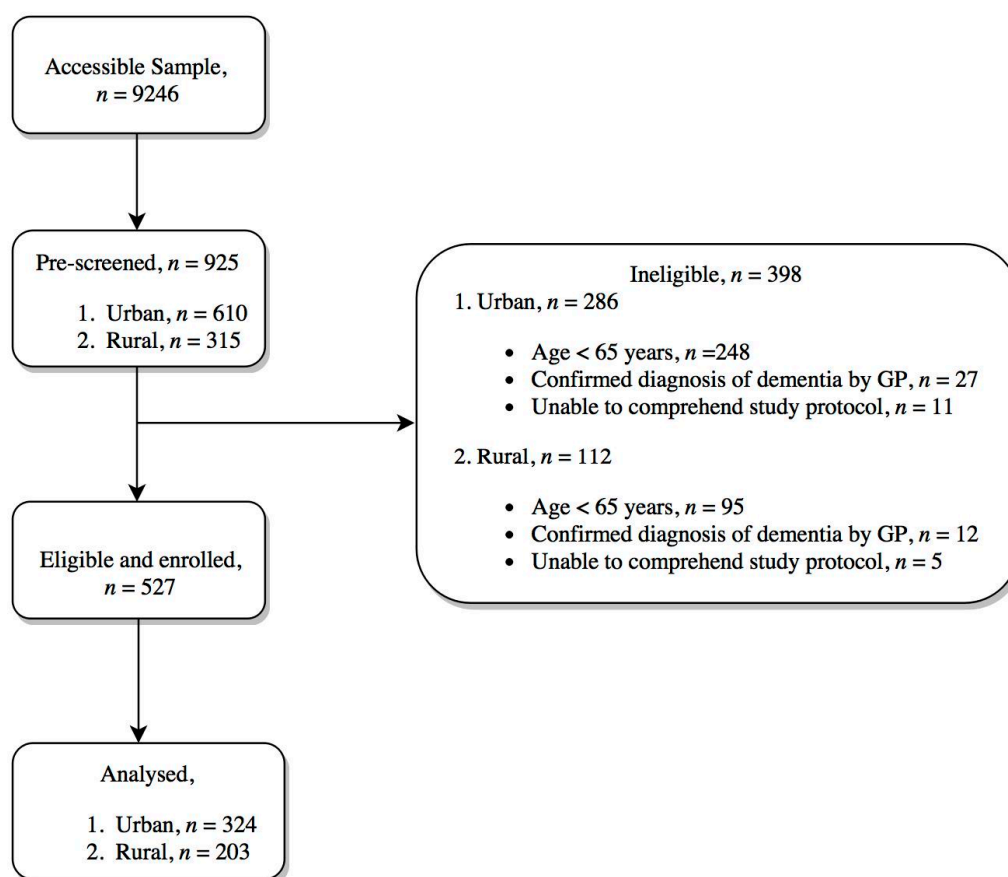 Accessible Sample,
n = 9246
Pre-screened, n = 925
1. Urban, n = 610
2. Rural, n = 315
Ineligible, n = 398
1. Urban, n = 286
• Age < 65 years, n =248
• Confirmed diagnosis of dementia by GP, n = 27
• Unable to comprehend study protocol, n = 11
2. Rural, n = 112
• Age < 65 years, n = 95
• Confirmed diagnosis of dementia by GP, n = 12
• Unable to comprehend study protocol, n = 5
Eligible and enrolled,
n = 527
Analysed,
1. Urban, n = 324
2. Rural, n = 203